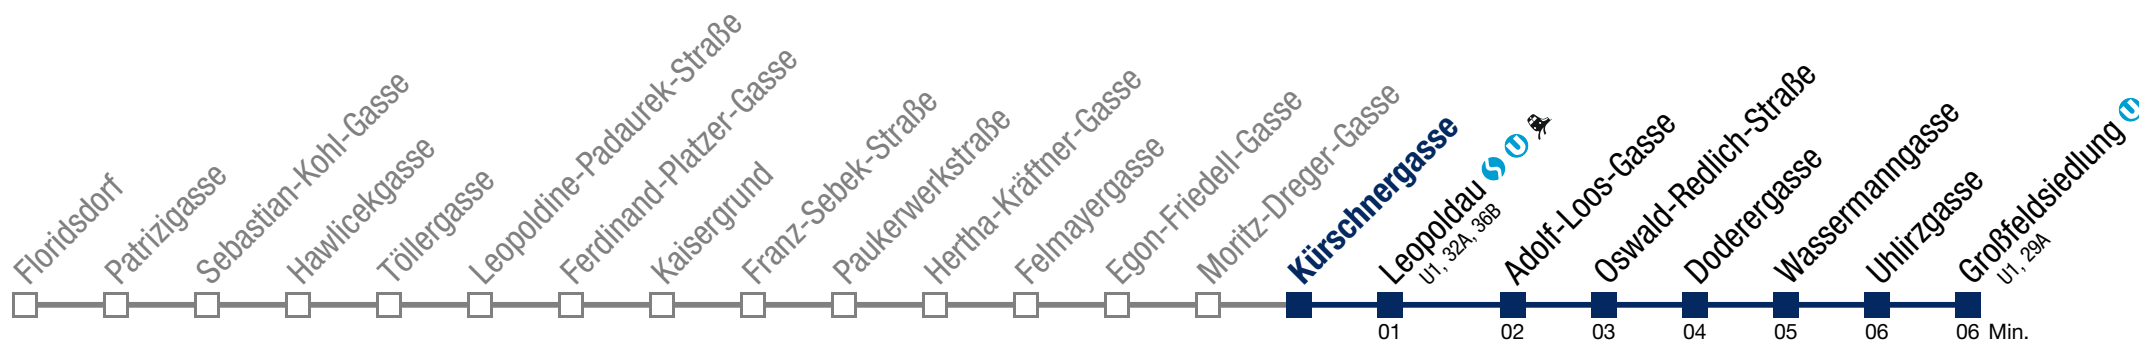 Floridsdorf
Patrizigasse
Sebastian-Kohl-Gasse
Hawlicekgasse
Töllergasse
Leopoldine-Padaurek-Straße
Ferdinand-Platzer-Gasse
Kaisergrund
Franz-Sebek-Straße
Paukerwerkstraße
Hertha-Kräftner-Gasse
Felmayergasse
Egon-Friedell-Gasse
Moritz-Dreger-Gasse
Kürschnergasse
Leopoldau S U
U1, 32A, 36B
Adolf-Loos-Gasse
Oswald-Redlich-Straße
Doderergasse
Wassermanngasse
Uhlirzgasse
Großfeldsiedlung U
U1, 29A
01 02 03 04 05 06 06 Min.